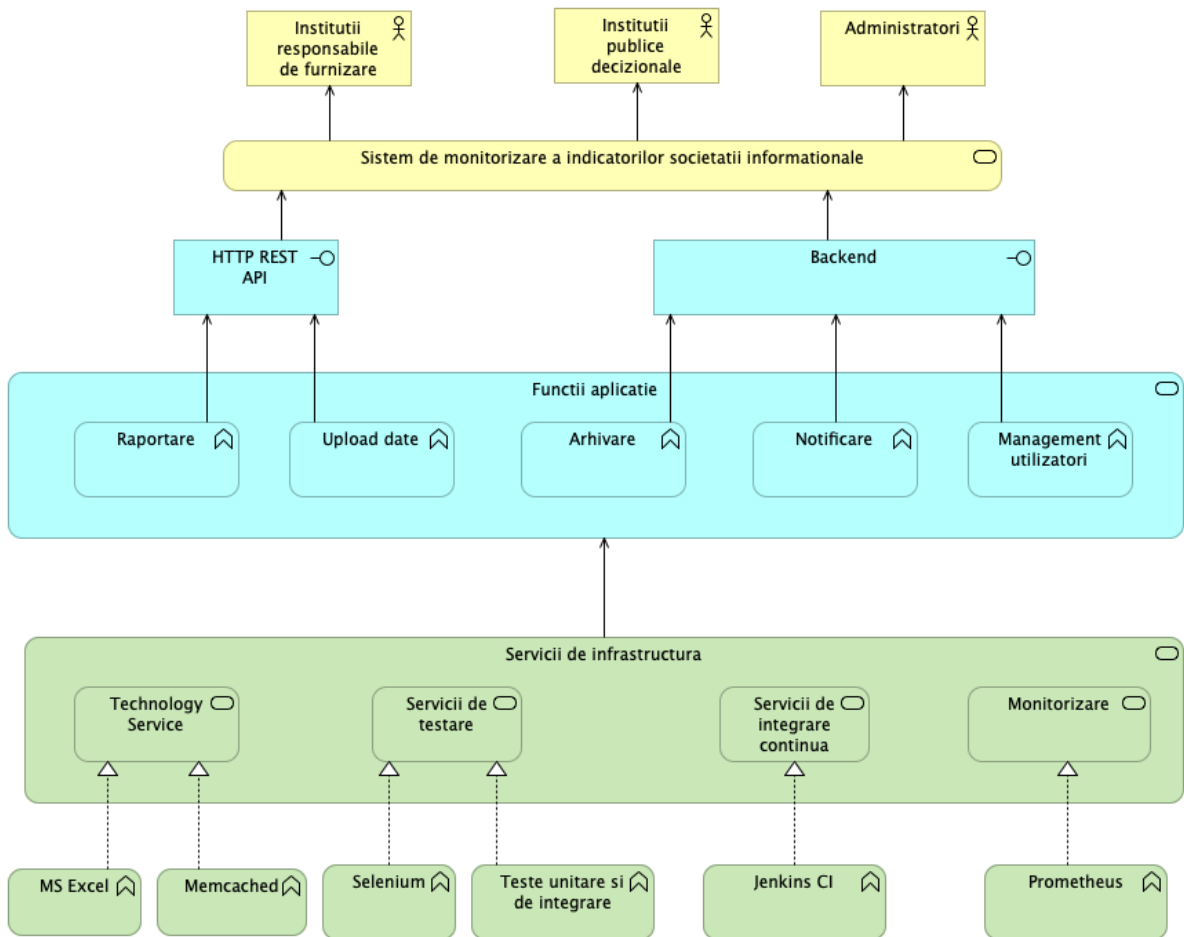 Institutii
responsabile
de furnizare
Institutii
publice
decizionale
Administratori
Sistem de monitorizare a indicatorilor societatii informationale
HTTP REST
API
Backend
Functii aplicatie
Raportare
Upload date
Arhivare
Notificare
Management
utilizatori
Servicii de infrastructura
Technology
Service
Servicii de
testare
Servicii de
integrare
continua
Monitorizare
MS Excel
Memcached
Selenium
Teste unitare si
de integrare
Jenkins CI
Prometheus